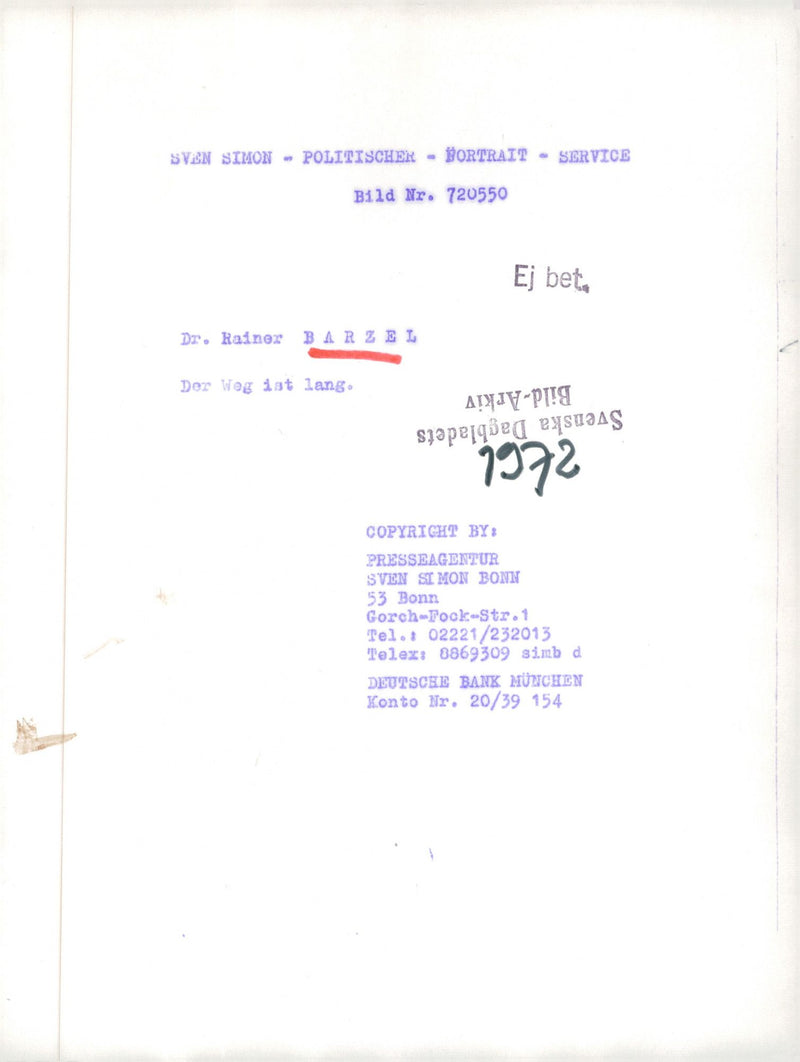 SVEN SIMON - POLITISCHER - PORTRAIT - SERVICE
Bild Nr. 720550
Ej bet.
Dr. Rainer B A R Z E L
Der Weg ist lang.
Svenska Dagbladets
Bild-Arkiv
1972
COPYRIGHT BY:
PRESSEAGENTUR
SVEN SIMON BONN
53 Bonn
Gorch-Fock-Str.1
Tel.: 02221/232013
Telex: 8869309 simb d
DEUTSCHE BANK MÜNCHEN
Konto Nr. 20/39 154